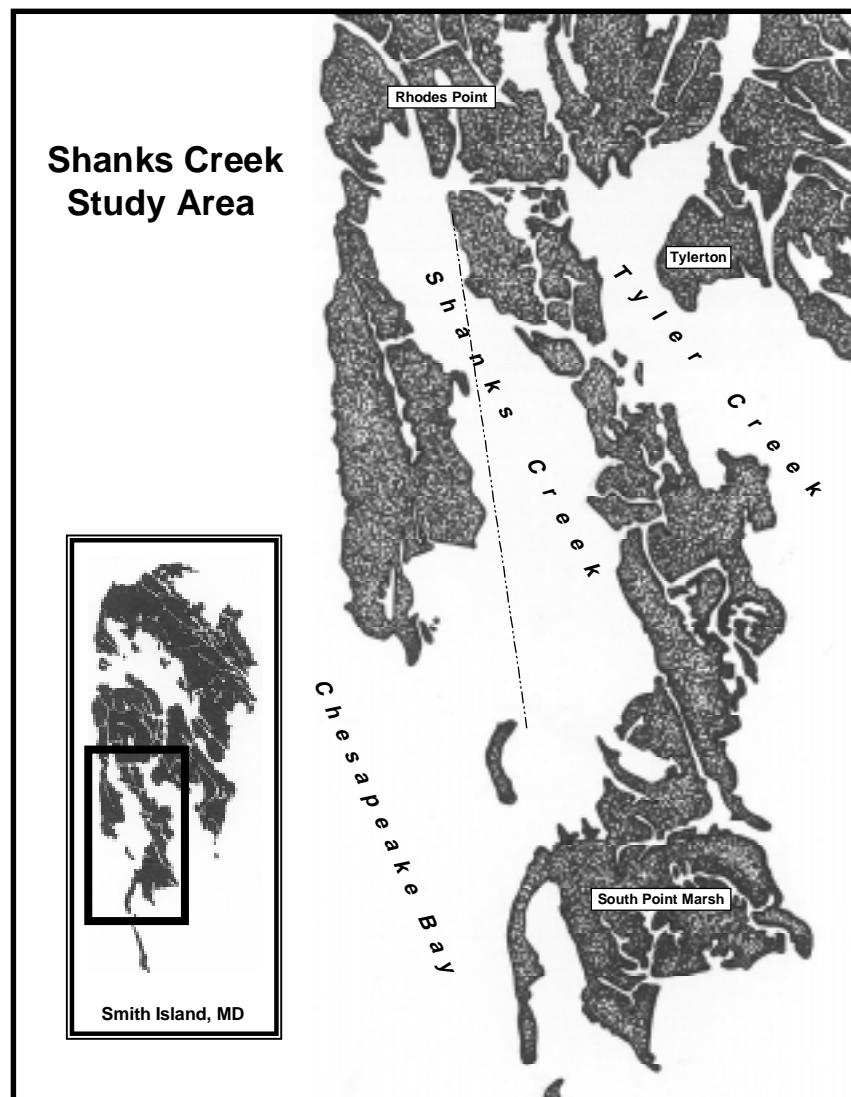 Shanks Creek
Study Area
Rhodes Point
Tylerton
Shanks Creek
Tyler Creek
Chesapeake Bay
South Point Marsh
Smith Island, MD